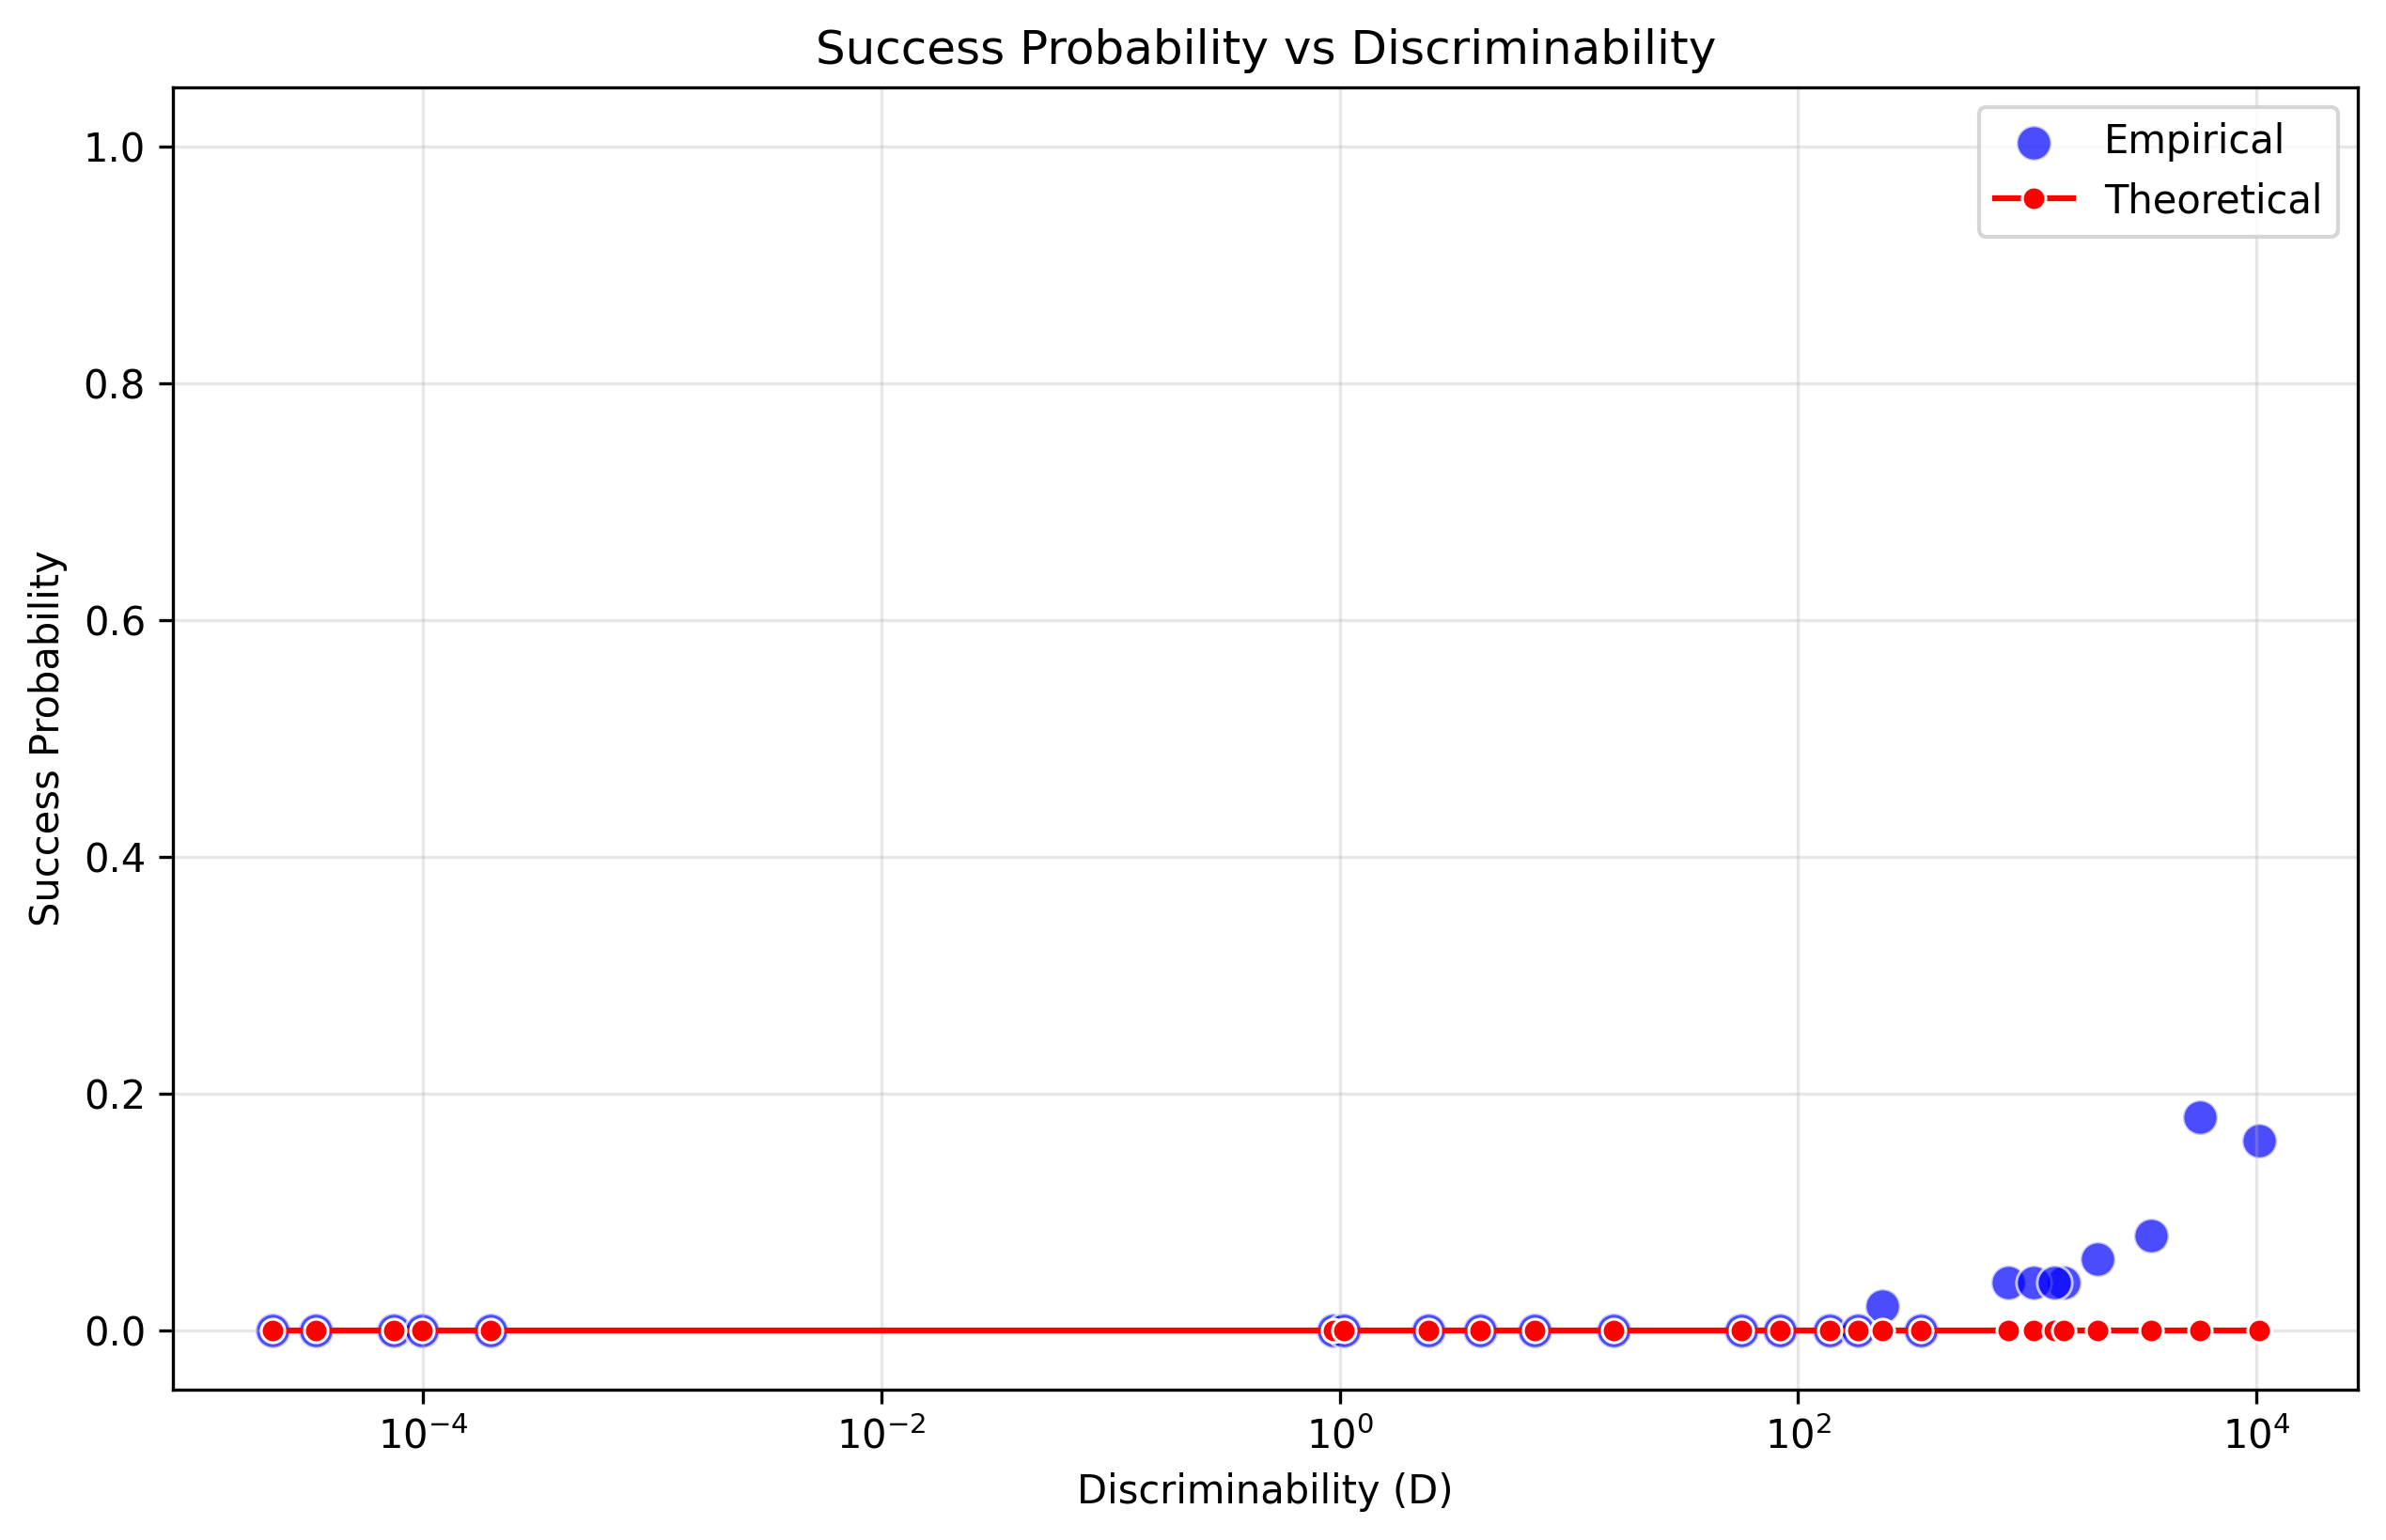 Success Probability vs Discriminability
Empirical
Theoretical
Success Probability
1.0
0.8
0.6
0.4
0.2
0.0
10⁻⁴ 10⁻² 10⁰ 10² 10⁴
Discriminability (D)